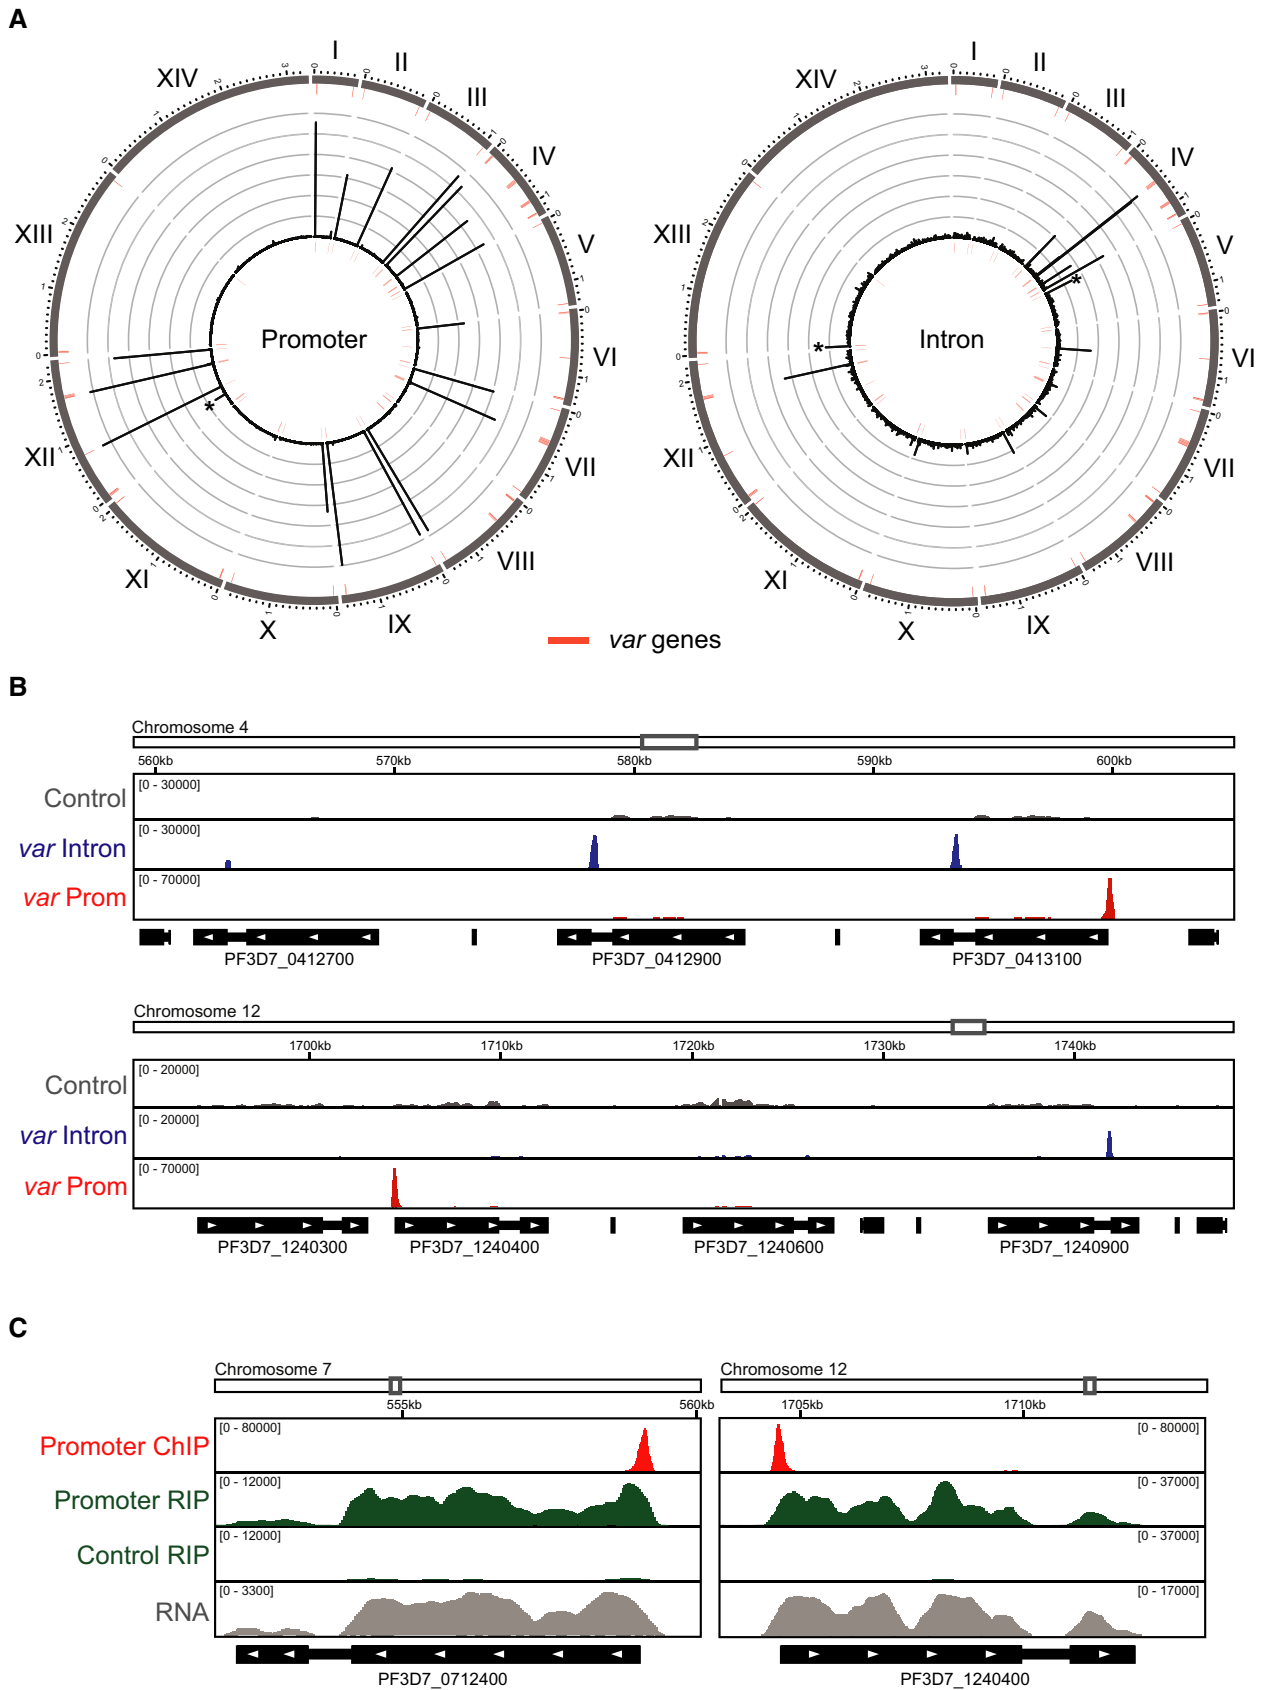 A
I
II
III
IV
V
VI
VII
VIII
IX
X
XI
XII
XIII
XIV
Promoter
*
I
II
III
IV
V
VI
VII
VIII
IX
X
XI
XII
XIII
XIV
Intron
*
*
var genes
B
Chromosome 4
560kb 570kb 580kb 590kb 600kb
Control [0 - 30000]
var Intron [0 - 30000]
var Prom [0 - 70000]
PF3D7_0412700 PF3D7_0412900 PF3D7_0413100
Chromosome 12
1700kb 1710kb 1720kb 1730kb 1740kb
Control [0 - 20000]
var Intron [0 - 20000]
var Prom [0 - 70000]
PF3D7_1240300 PF3D7_1240400 PF3D7_1240600 PF3D7_1240900
C
Chromosome 7 Chromosome 12
555kb 560kb 1705kb 1710kb
Promoter ChIP [0 - 80000] [0 - 80000]
Promoter RIP [0 - 12000] [0 - 37000]
Control RIP [0 - 12000] [0 - 37000]
RNA [0 - 3300] [0 - 17000]
PF3D7_0712400 PF3D7_1240400